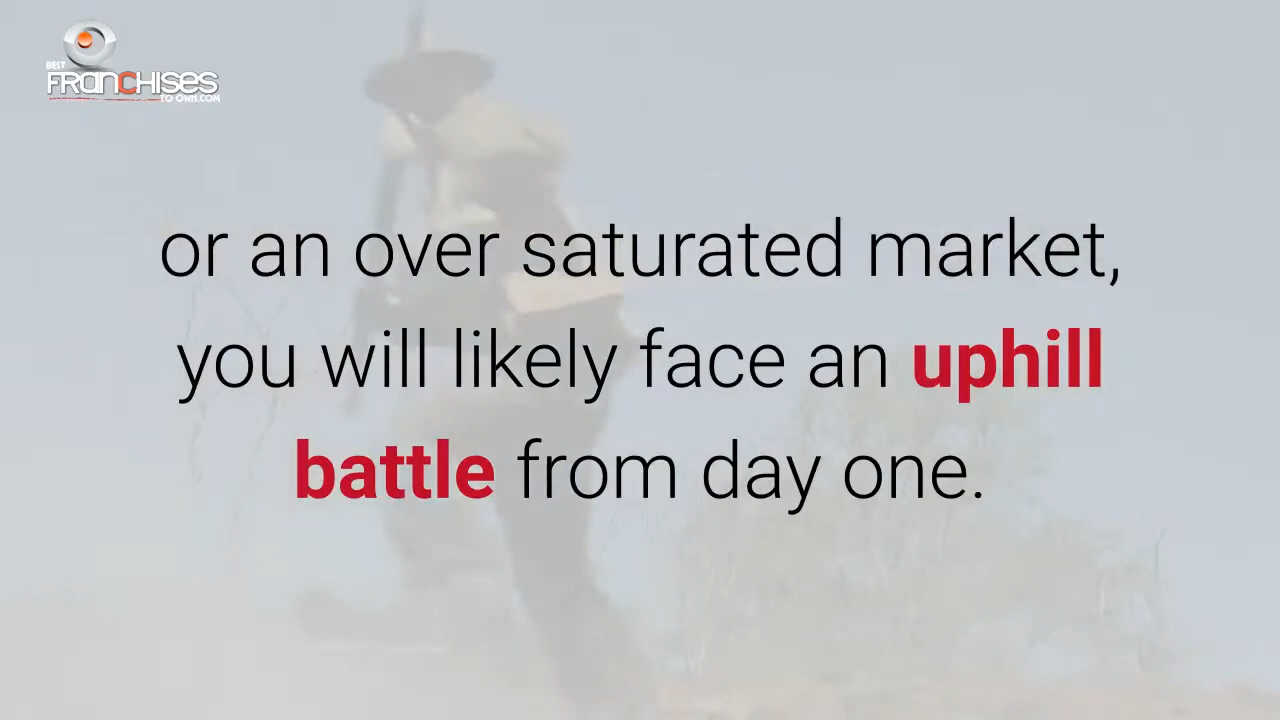 BEST
FRANCHISES
TO OWN.COM
or an over saturated market,
you will likely face an uphill
battle from day one.